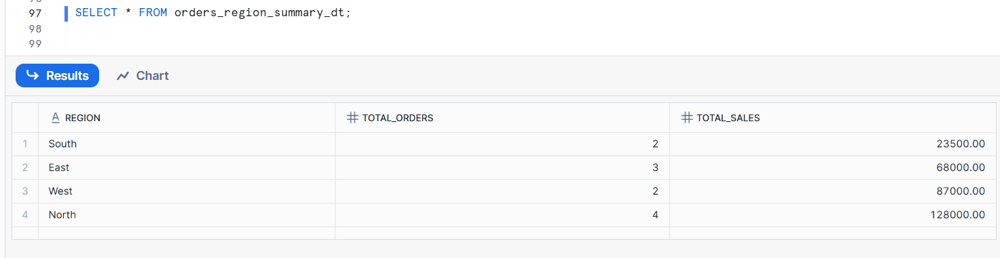 97 SELECT * FROM orders_region_summary_dt;
98
99
Results Chart
REGION TOTAL_ORDERS TOTAL_SALES
1 South 2 23500.00
2 East 3 68000.00
3 West 2 87000.00
4 North 4 128000.00